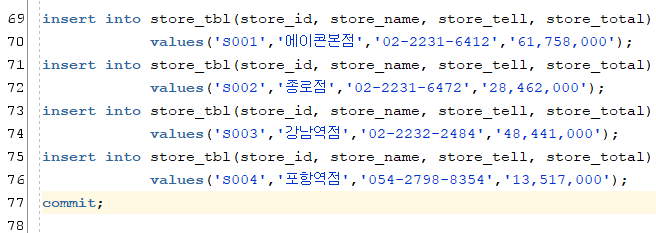 69 insert into store_tbl(store_id, store_name, store_tell, store_total)
70 values('S001','에이콘본점','02-2231-6412','61,758,000');
71 insert into store_tbl(store_id, store_name, store_tell, store_total)
72 values('S002','종로점','02-2231-6472','28,462,000');
73 insert into store_tbl(store_id, store_name, store_tell, store_total)
74 values('S003','강남역점','02-2232-2484','48,441,000');
75 insert into store_tbl(store_id, store_name, store_tell, store_total)
76 values('S004','포항역점','054-2798-8354','13,517,000');
77 commit;
78